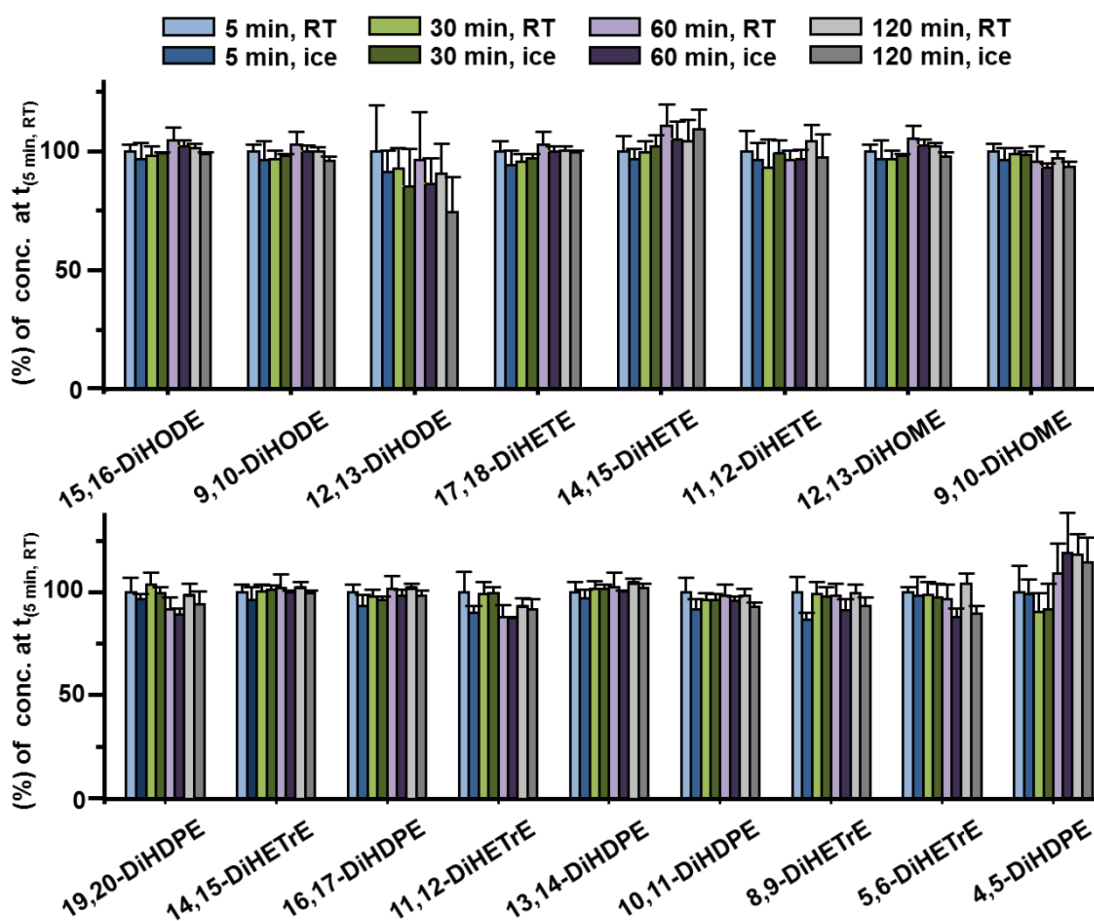 5 min, RT 30 min, RT 60 min, RT 120 min, RT
5 min, ice 30 min, ice 60 min, ice 120 min, ice
(%) of conc. at t(5 min, RT)
100
50
0
15,16-DiHODE
9,10-DiHODE
12,13-DiHODE
17,18-DiHETE
14,15-DiHETE
11,12-DiHETE
12,13-DiHOME
9,10-DiHOME
(%) of conc. at t(5 min, RT)
100
50
0
19,20-DiHDPE
14,15-DiHETrE
16,17-DiHDPE
11,12-DiHETrE
13,14-DiHDPE
10,11-DiHDPE
8,9-DiHETrE
5,6-DiHETrE
4,5-DiHDPE